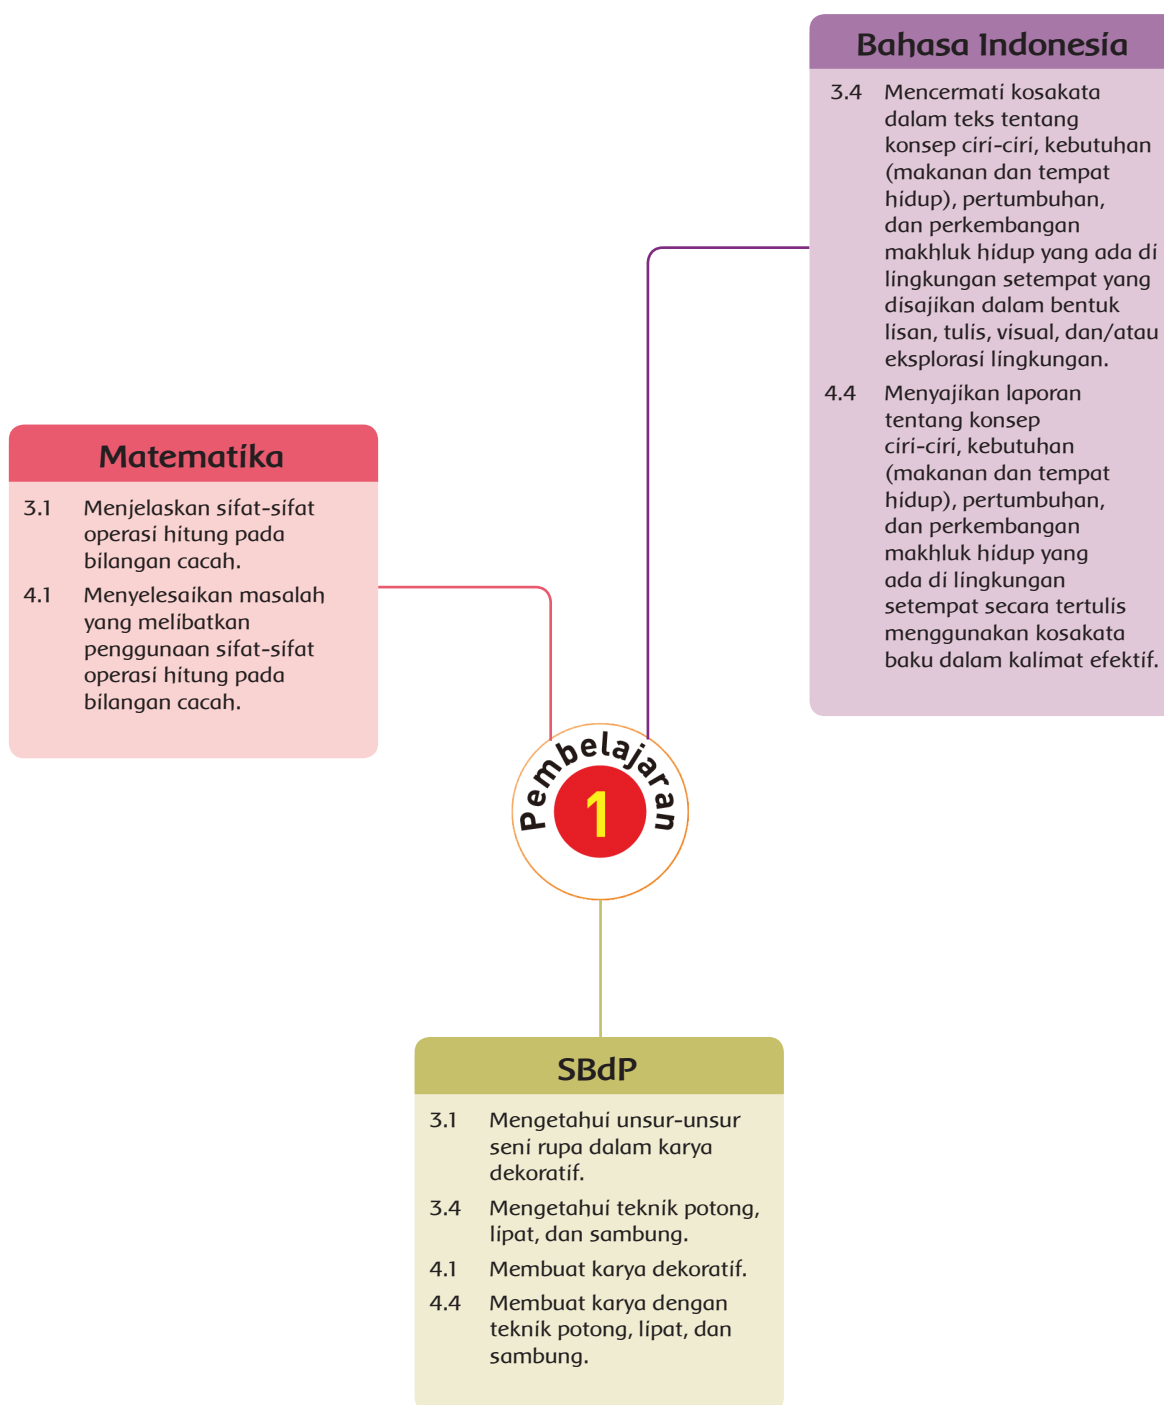 Bahasa Indonesia
3.4 Mencermati kosakata
dalam teks tentang
konsep ciri-ciri, kebutuhan
(makanan dan tempat
hidup), pertumbuhan,
dan perkembangan
makhluk hidup yang ada di
lingkungan setempat yang
disajikan dalam bentuk
lisan, tulis, visual, dan/atau
eksplorasi lingkungan.
4.4 Menyajikan laporan
tentang konsep
ciri-ciri, kebutuhan
(makanan dan tempat
hidup), pertumbuhan,
dan perkembangan
makhluk hidup yang
ada di lingkungan
setempat secara tertulis
menggunakan kosakata
baku dalam kalimat efektif.
Matematika
3.1 Menjelaskan sifat-sifat
operasi hitung pada
bilangan cacah.
4.1 Menyelesaikan masalah
yang melibatkan
penggunaan sifat-sifat
operasi hitung pada
bilangan cacah.
Pembelajaran
1
SBdP
3.1 Mengetahui unsur-unsur
seni rupa dalam karya
dekoratif.
3.4 Mengetahui teknik potong,
lipat, dan sambung.
4.1 Membuat karya dekoratif.
4.4 Membuat karya dengan
teknik potong, lipat, dan
sambung.